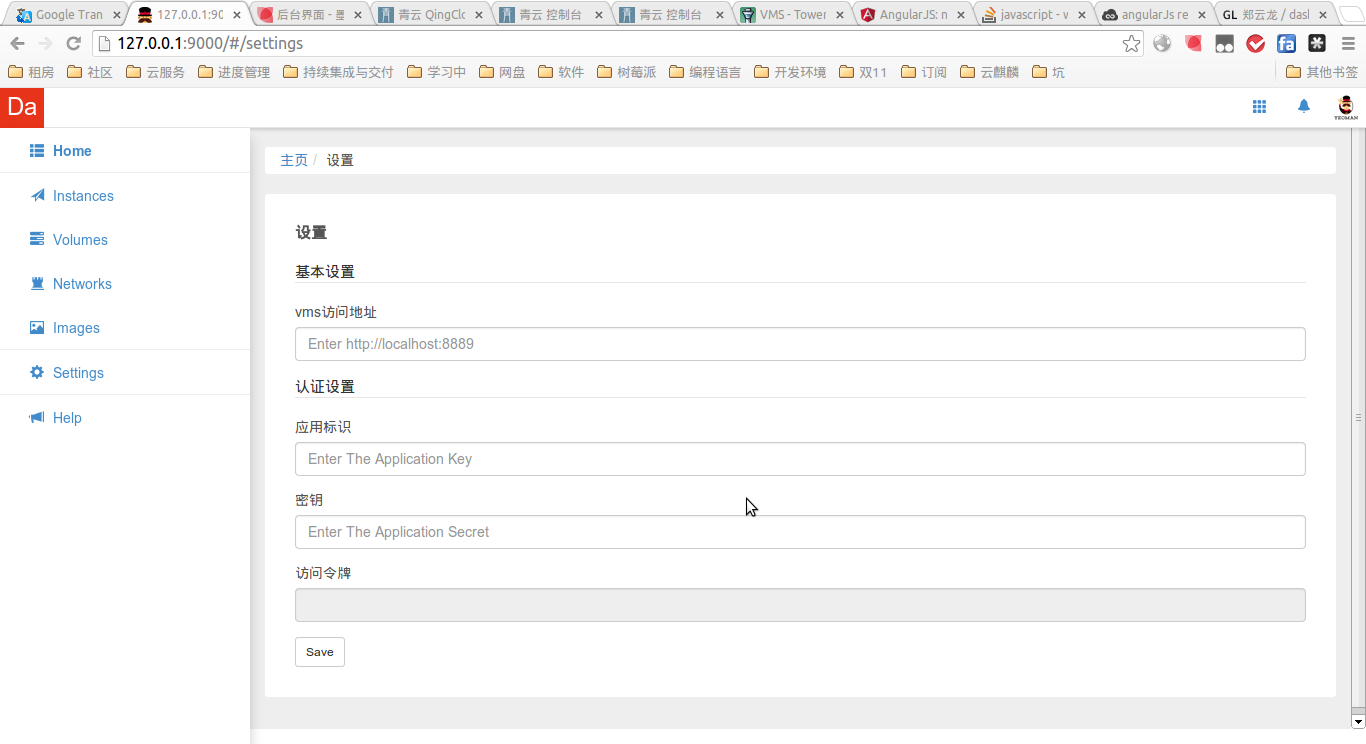 Google Tran
127.0.0.1:90
后台界面 - 墨
青云 QingClo
青云 控制台
青云 控制台
VMS - Tower
AngularJS: n
javascript - v
angularJs re
GL 郑云龙 / dash
127.0.0.1:9000/#/settings
租房 社区 云服务 进度管理 持续集成与交付 学习中 网盘 软件 树莓派 编程语言 开发环境 双11 订阅 云麒麟 坑 其他书签
Da
YEOMAN
Home
Instances
Volumes
Networks
Images
Settings
Help
主页 / 设置
设置
基本设置
vms访问地址
Enter http://localhost:8889
认证设置
应用标识
Enter The Application Key
密钥
Enter The Application Secret
访问令牌
Save